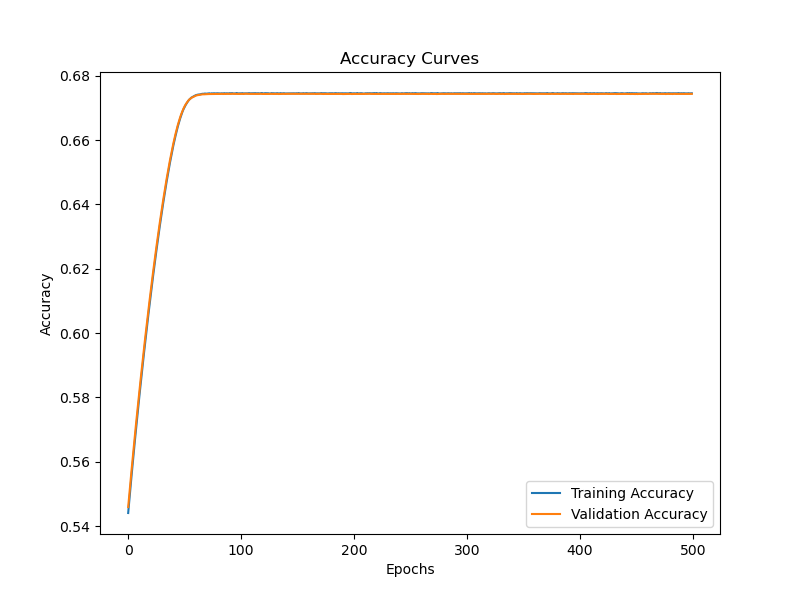 Accuracy Curves
0.68
0.66
0.64
0.62
0.60
0.58
0.56
0.54
Accuracy
Training Accuracy
Validation Accuracy
0 100 200 300 400 500
Epochs